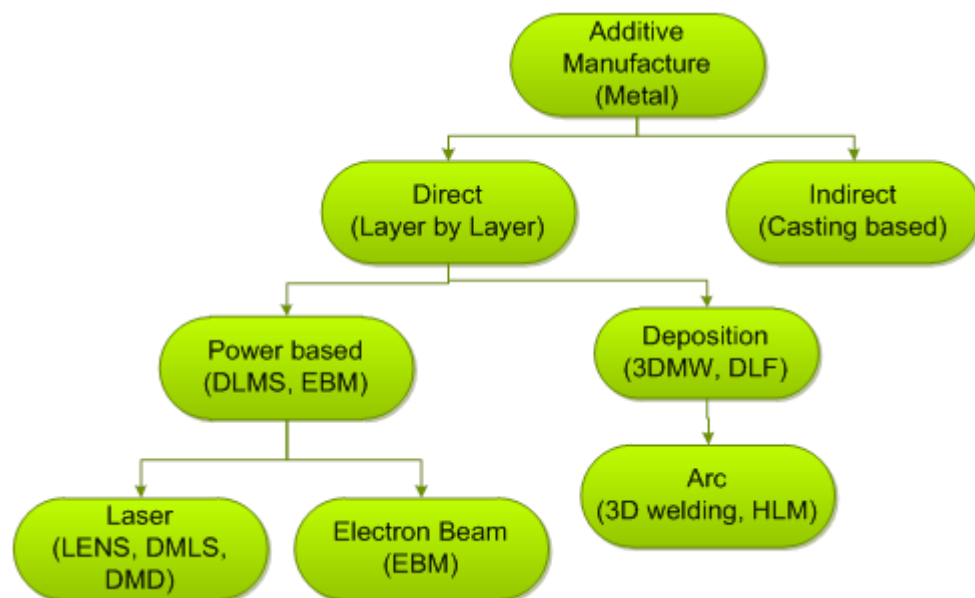 Additive
Manufacture
(Metal)
Direct
(Layer by Layer)
Indirect
(Casting based)
Power based
(DLMS, EBM)
Deposition
(3DMW, DLF)
Laser
(LENS, DMLS,
DMD)
Electron Beam
(EBM)
Arc
(3D welding, HLM)